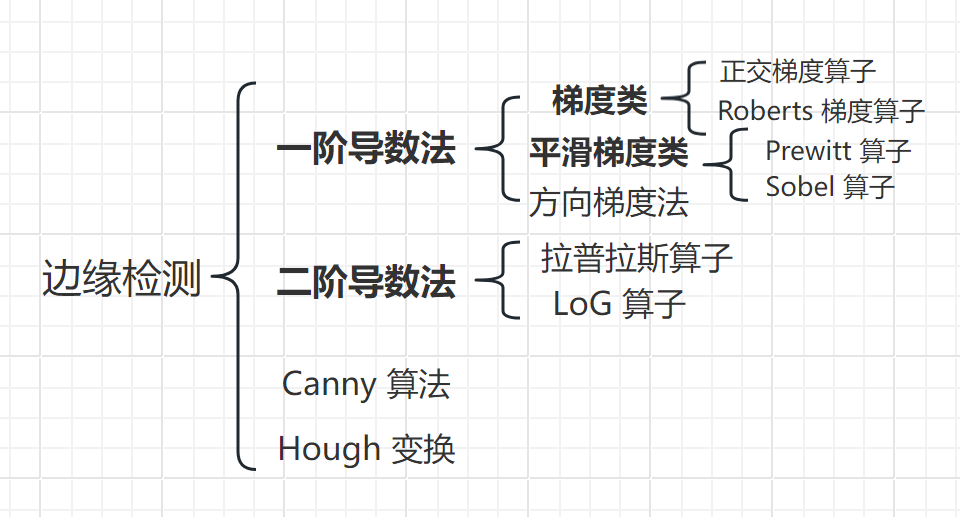 边缘检测
一阶导数法
梯度类
正交梯度算子
Roberts 梯度算子
平滑梯度类
Prewitt 算子
Sobel 算子
方向梯度法
二阶导数法
拉普拉斯算子
LoG 算子
Canny 算法
Hough 变换